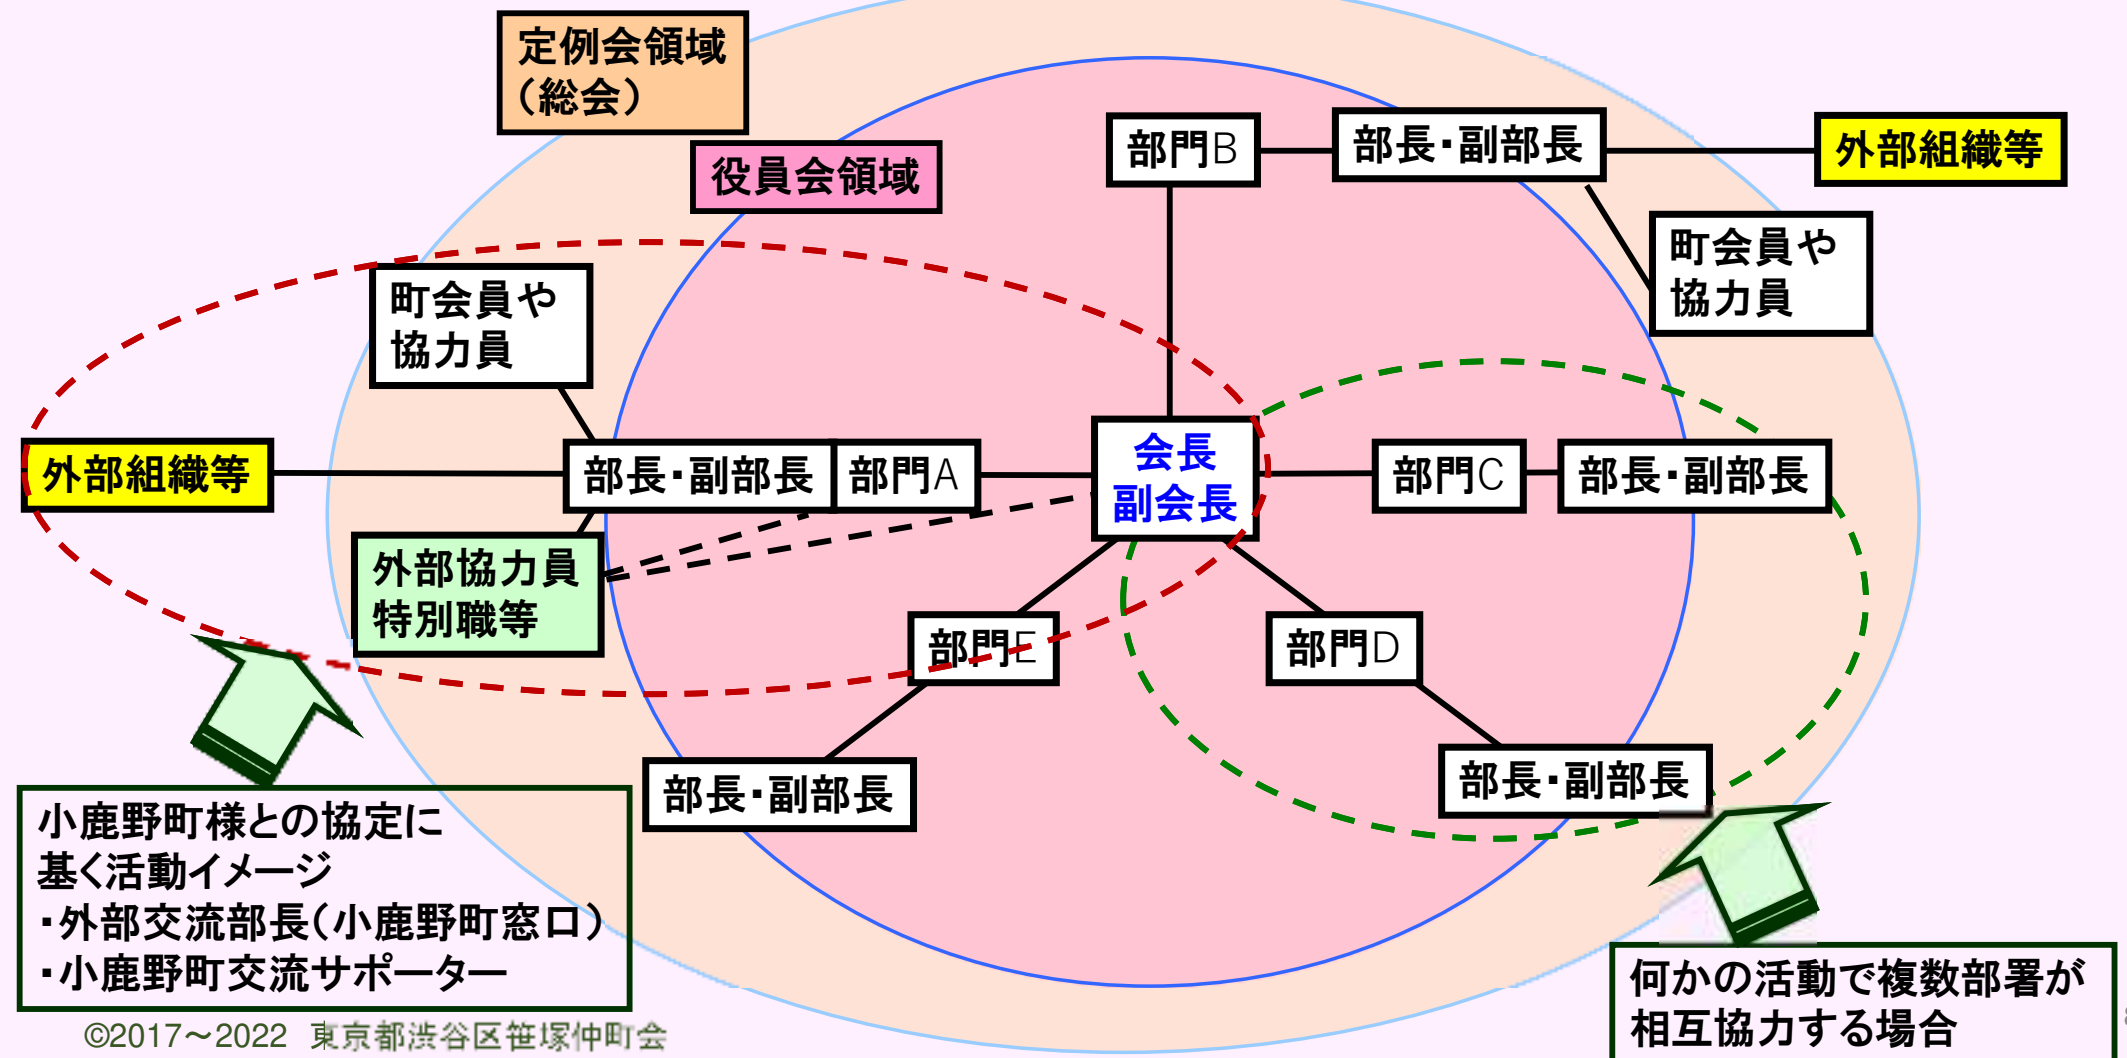 定例会領域
（総会）
役員会領域
部門B
部長・副部長
外部組織等
町会員や
協力員
町会員や
協力員
外部組織等
部長・副部長
部門A
会長
副会長
部門C
部長・副部長
外部協力員
特別職等
部門E
部門D
部長・副部長
部長・副部長
小鹿野町様との協定に
基く活動イメージ
・外部交流部長（小鹿野町窓口）
・小鹿野町交流サポーター
何かの活動で複数部署が
相互協力する場合
©2017～2022 東京都渋谷区笹塚仲町会